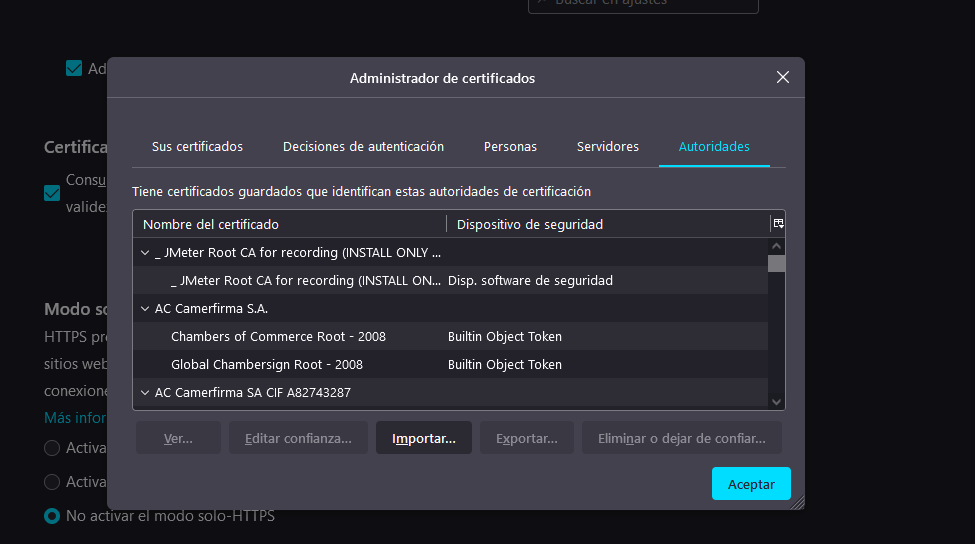 Buscar en ajustes
Ad
Administrador de certificados
Certifica
Consu
validez
Sus certificados
Decisiones de autenticación
Personas
Servidores
Autoridades
Tiene certificados guardados que identifican estas autoridades de certificación
Nombre del certificado
Dispositivo de seguridad
_ JMeter Root CA for recording (INSTALL ONLY ...
_ JMeter Root CA for recording (INSTALL ON... Disp. software de seguridad
AC Camerfirma S.A.
Chambers of Commerce Root - 2008 Builtin Object Token
Global Chambersign Root - 2008 Builtin Object Token
AC Camerfirma SA CIF A82743287
Ver...
Editar confianza...
Importar...
Exportar...
Eliminar o dejar de confiar...
Aceptar
Modo so
HTTPS pr
sitios web
conexione
Más infor
Activa
Activa
No activar el modo solo-HTTPS